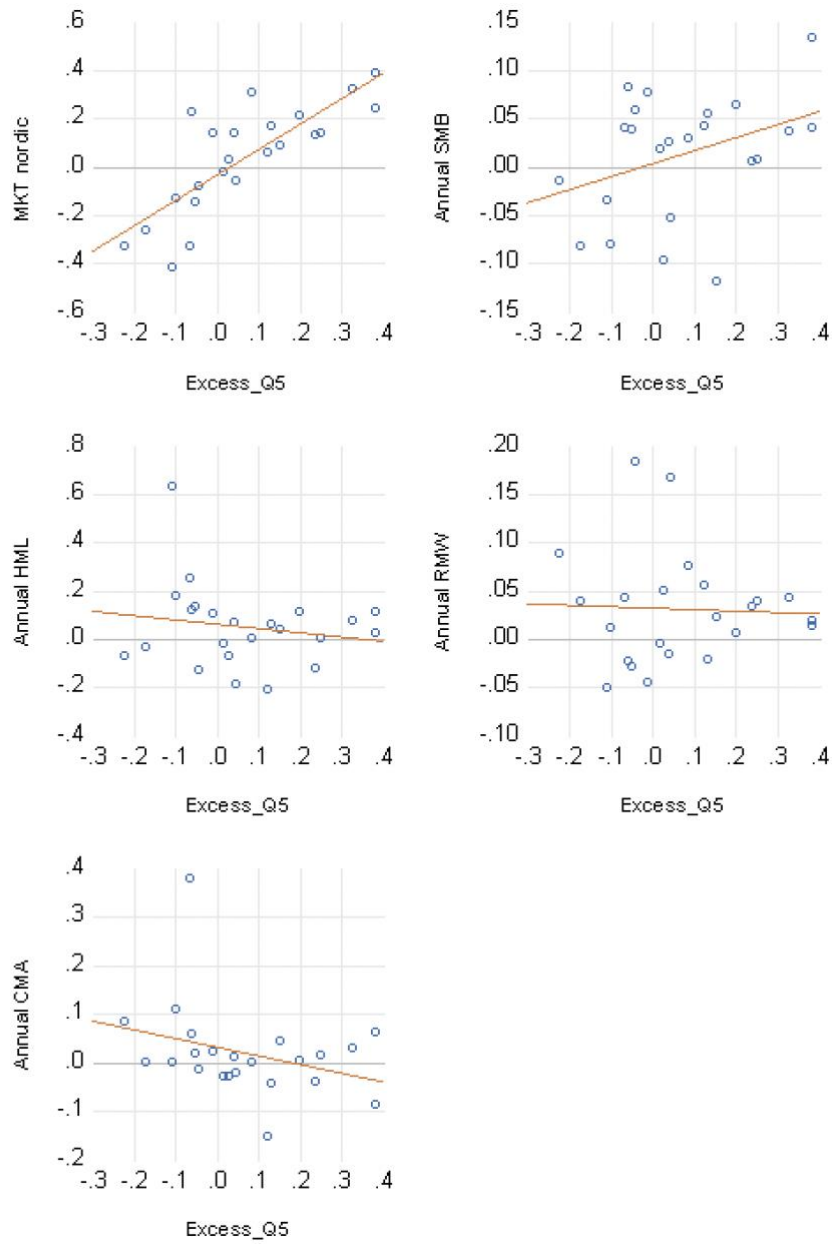 .6
.4
.2
.0
-.2
-.4
-.6
MKT nordic
-.3 -.2 -.1 .0 .1 .2 .3 .4
Excess_Q5
.15
.10
.05
.00
-.05
-.10
-.15
Annual SMB
-.3 -.2 -.1 .0 .1 .2 .3 .4
Excess_Q5
.8
.6
.4
.2
.0
-.2
-.4
Annual HML
-.3 -.2 -.1 .0 .1 .2 .3 .4
Excess_Q5
.20
.15
.10
.05
.00
-.05
-.10
Annual RMW
-.3 -.2 -.1 .0 .1 .2 .3 .4
Excess_Q5
.4
.3
.2
.1
.0
-.1
-.2
Annual CMA
-.3 -.2 -.1 .0 .1 .2 .3 .4
Excess_Q5